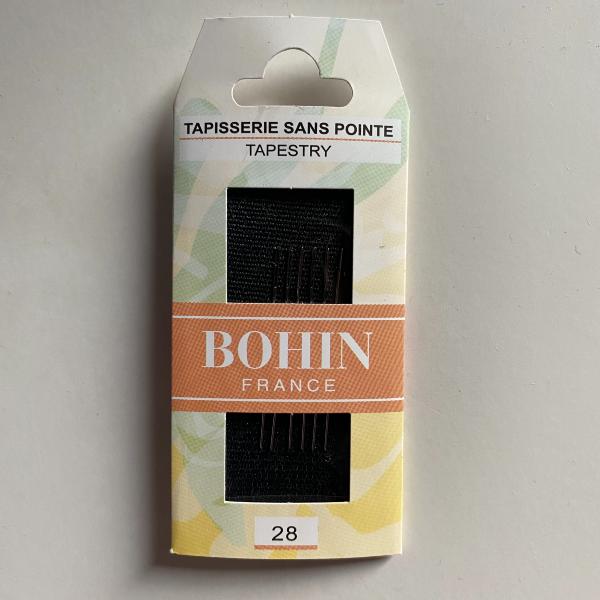 TAPISSERIE SANS POINTE
TAPESTRY
BOHIN
FRANCE
28